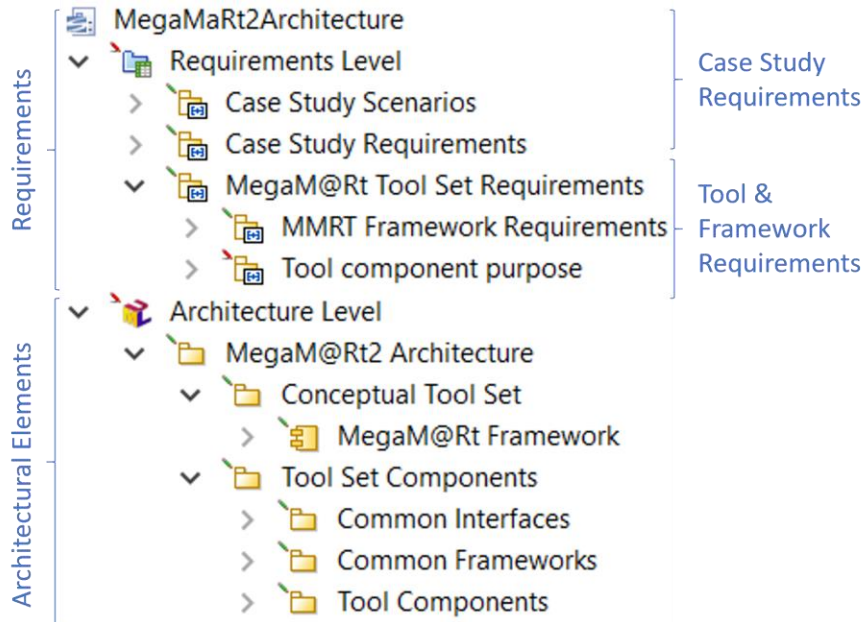 MegaMaRt2Architecture
Requirements Level
Case Study Scenarios
Case Study Requirements
MegaM@Rt Tool Set Requirements
MMRT Framework Requirements
Tool component purpose
Architecture Level
MegaM@Rt2 Architecture
Conceptual Tool Set
MegaM@Rt Framework
Tool Set Components
Common Interfaces
Common Frameworks
Tool Components
Requirements
Architectural Elements
Case Study
Requirements
Tool &
Framework
Requirements